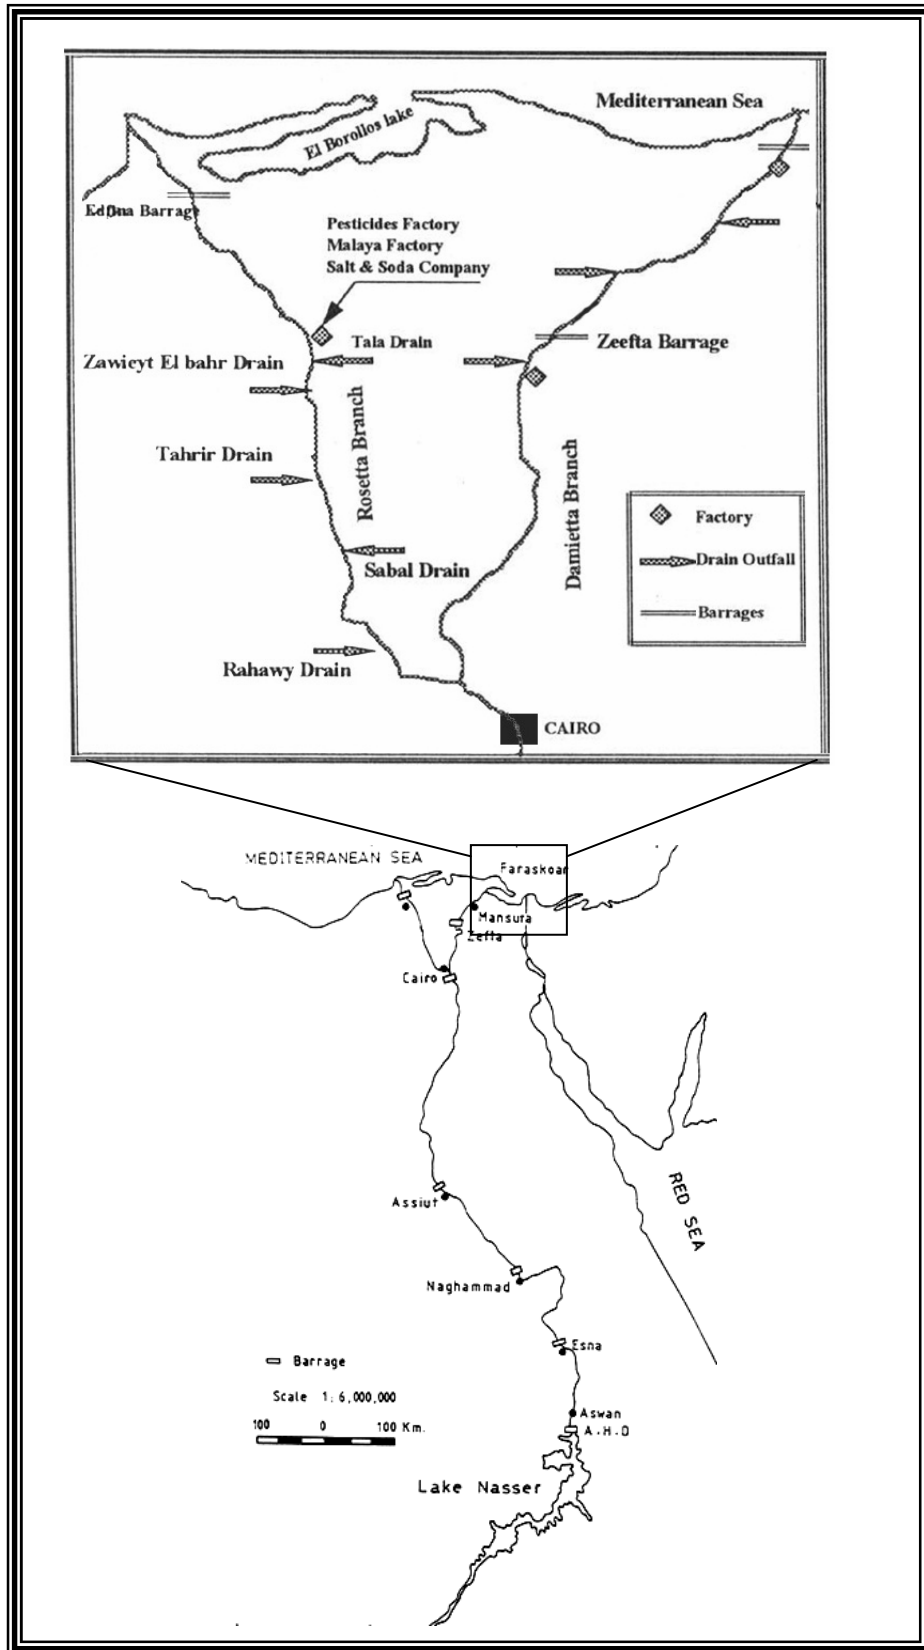 Mediterranean Sea
El Borollos lake
Edfina Barrage
Pesticides Factory
Malaya Factory
Salt & Soda Company
Tala Drain
Zeefta Barrage
Zawieyt El bahr Drain
Rosetta Branch
Tahrir Drain
Damietta Branch
Factory
Drain Outfall
Barrages
Sabal Drain
Rahawy Drain
CAIRO
MEDITERRANEAN SEA
Faraskoar
Mansura
Zefta
Cairo
Assiut
RED SEA
Naghammad
Esna
Barrage
Scale 1:6,000,000
100 0 100 Km.
Aswan
A.H.D
Lake Nasser